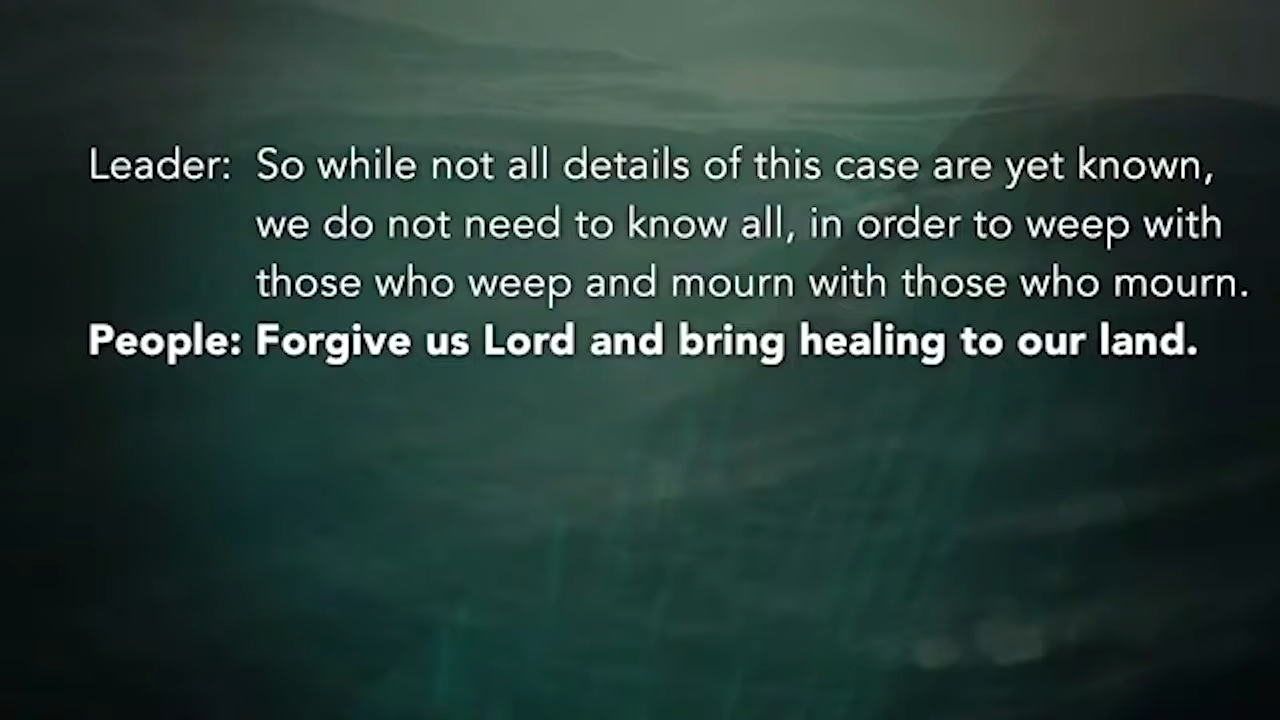 Leader: So while not all details of this case are yet known,
we do not need to know all, in order to weep with
those who weep and mourn with those who mourn.
People: Forgive us Lord and bring healing to our land.